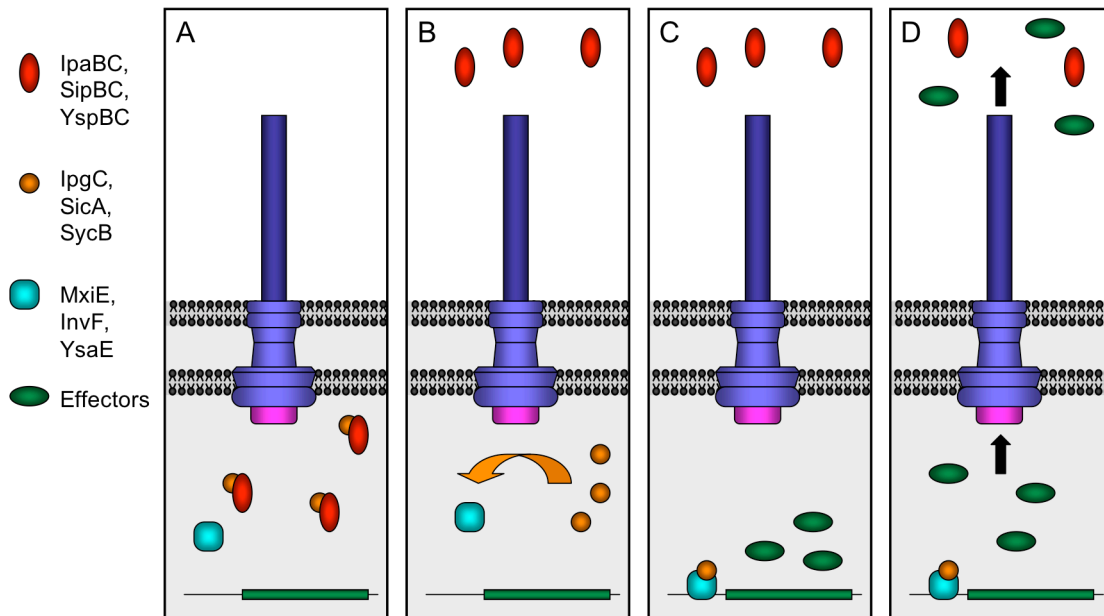 A
B
C
D
IpaBC,
SipBC,
YspBC
IpgC,
SicA,
SycB
MxiE,
InvF,
YsaE
Effectors